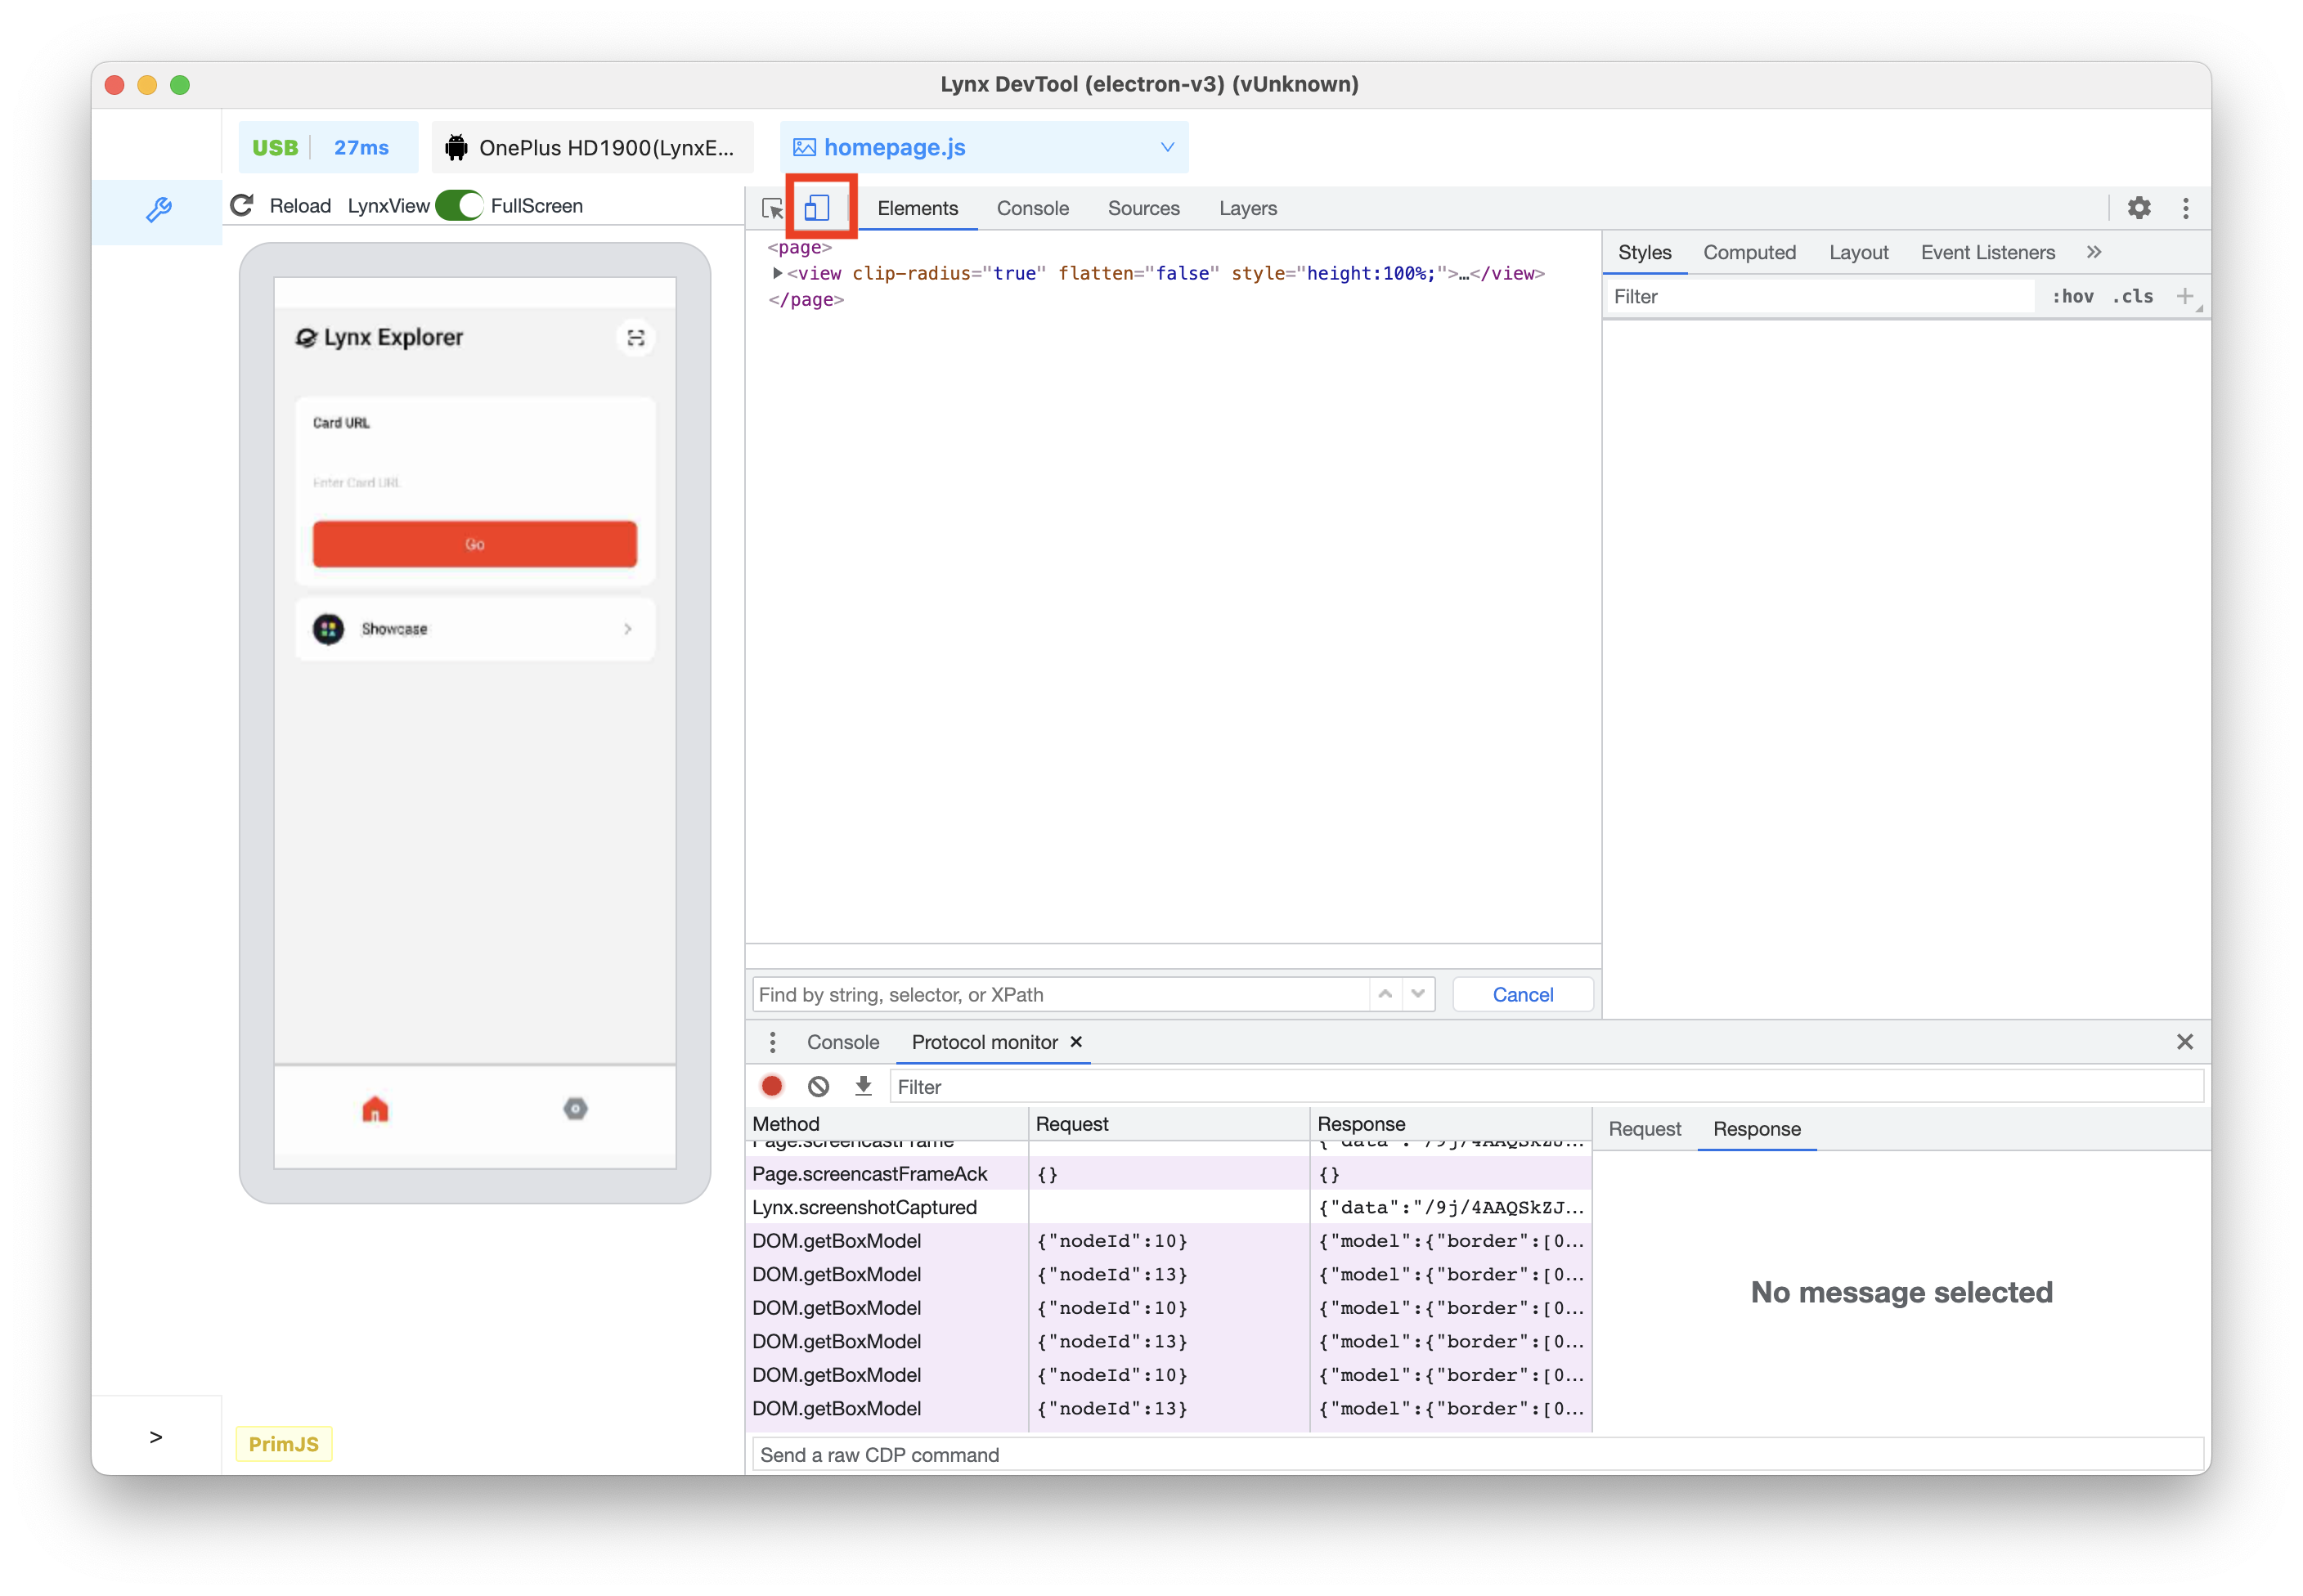 Lynx DevTool (electron-v3) (vUnknown)
USB 27ms OnePlus HD1900(LynxE... homepage.js
Reload LynxView FullScreen
Elements Console Sources Layers
<page>
<view clip-radius="true" flatten="false" style="height:100%;">…</view>
</page>
Styles Computed Layout Event Listeners »
Filter :hov .cls +
Lynx Explorer
Card URL
Enter Card URL
Go
Showcase
Find by string, selector, or XPath Cancel
Console Protocol monitor ×
Filter
Method Request Response
Page.screencastFrame {"data":"/9j/4AAQSkZJ...
Page.screencastFrameAck {} {}
Lynx.screenshotCaptured {"data":"/9j/4AAQSkZJ...
DOM.getBoxModel {"nodeId":10} {"model":{"border":[0...
DOM.getBoxModel {"nodeId":13} {"model":{"border":[0...
DOM.getBoxModel {"nodeId":10} {"model":{"border":[0...
DOM.getBoxModel {"nodeId":13} {"model":{"border":[0...
DOM.getBoxModel {"nodeId":10} {"model":{"border":[0...
DOM.getBoxModel {"nodeId":13} {"model":{"border":[0...
Request Response
No message selected
Send a raw CDP command
>
PrimJS